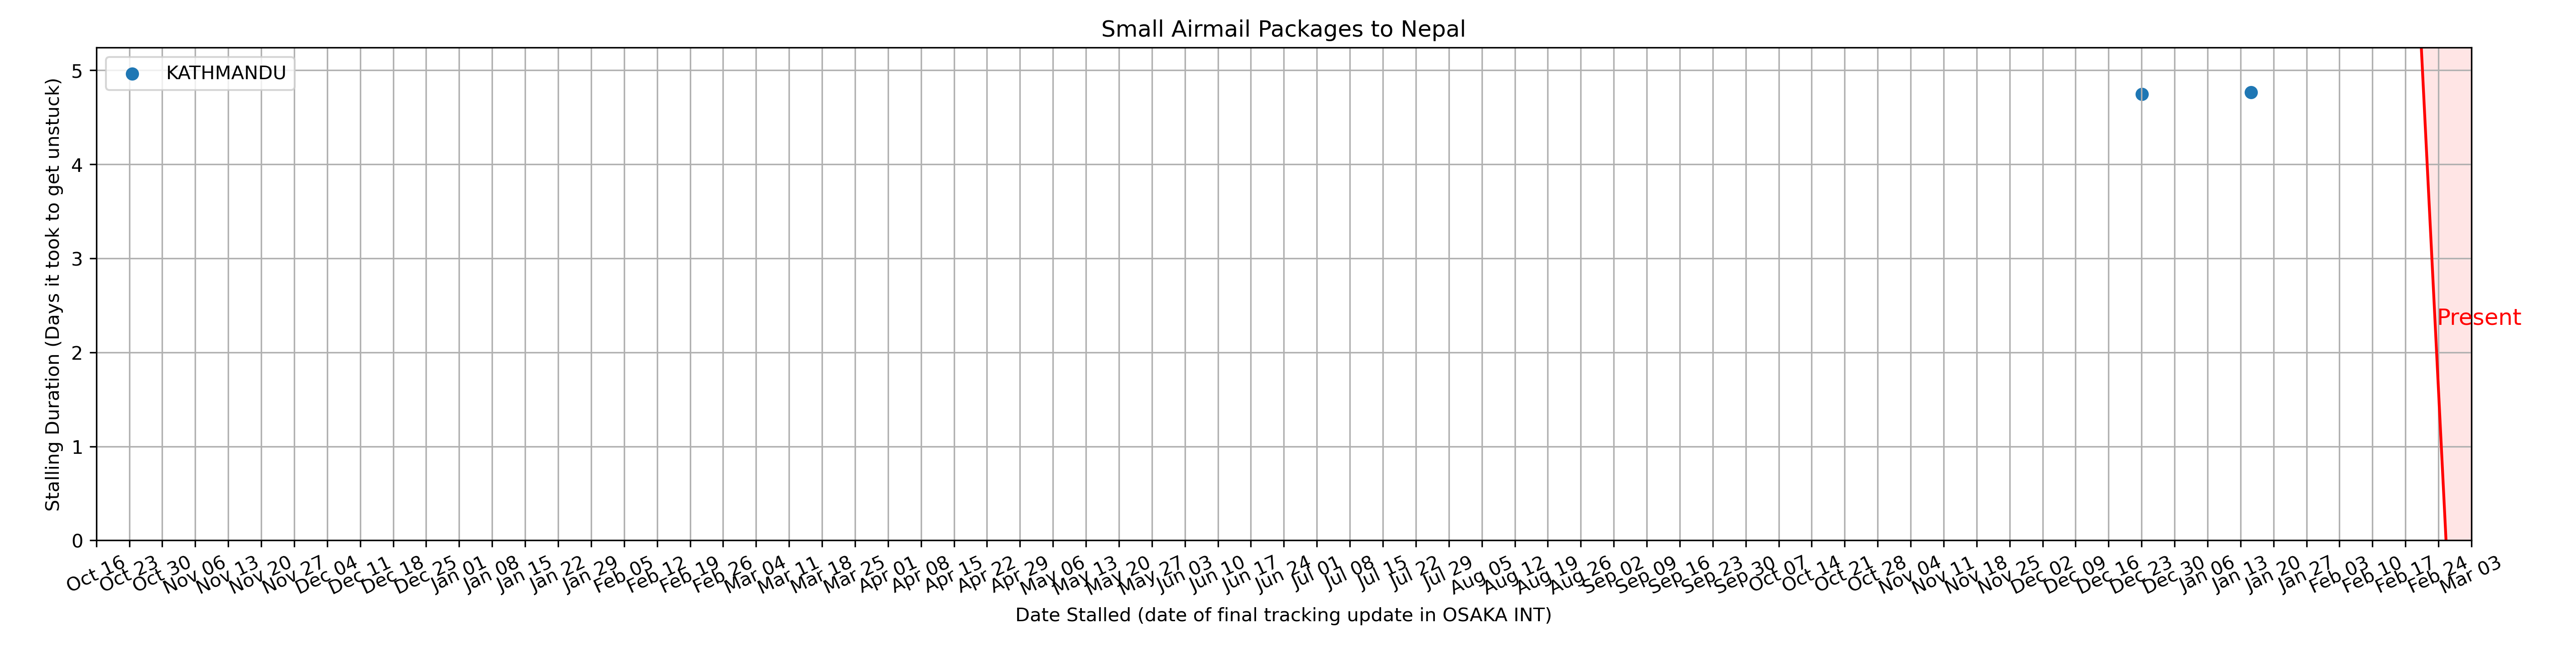 Small Airmail Packages to Nepal
KATHMANDU
Stalling Duration (Days it took to get unstuck)
5
4
3
2
1
0
Present
Oct 16 Oct 23 Oct 30 Nov 06 Nov 13 Nov 20 Nov 27 Dec 04 Dec 11 Dec 18 Dec 25 Jan 01 Jan 08 Jan 15 Jan 22 Jan 29 Feb 05 Feb 12 Feb 19 Feb 26 Mar 04 Mar 11 Mar 18 Mar 25 Apr 01 Apr 08 Apr 15 Apr 22 Apr 29 May 06 May 13 May 20 May 27 Jun 03 Jun 10 Jun 17 Jun 24 Jul 01 Jul 08 Jul 15 Jul 22 Jul 29 Aug 05 Aug 12 Aug 19 Aug 26 Sep 02 Sep 09 Sep 16 Sep 23 Sep 30 Oct 07 Oct 14 Oct 21 Oct 28 Nov 04 Nov 11 Nov 18 Nov 25 Dec 02 Dec 09 Dec 16 Dec 23 Dec 30 Jan 06 Jan 13 Jan 20 Jan 27 Feb 03 Feb 10 Feb 17 Feb 24 Mar 03
Date Stalled (date of final tracking update in OSAKA INT)